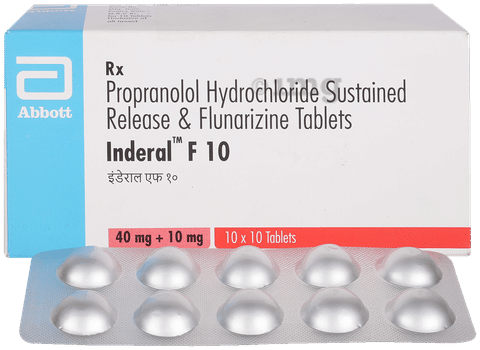 Abbott
Rx
Propranolol Hydrochloride Sustained
Release & Flunarizine Tablets
Inderal™ F 10
इंडेराल एफ १०
40 mg + 10 mg
10 x 10 Tablets